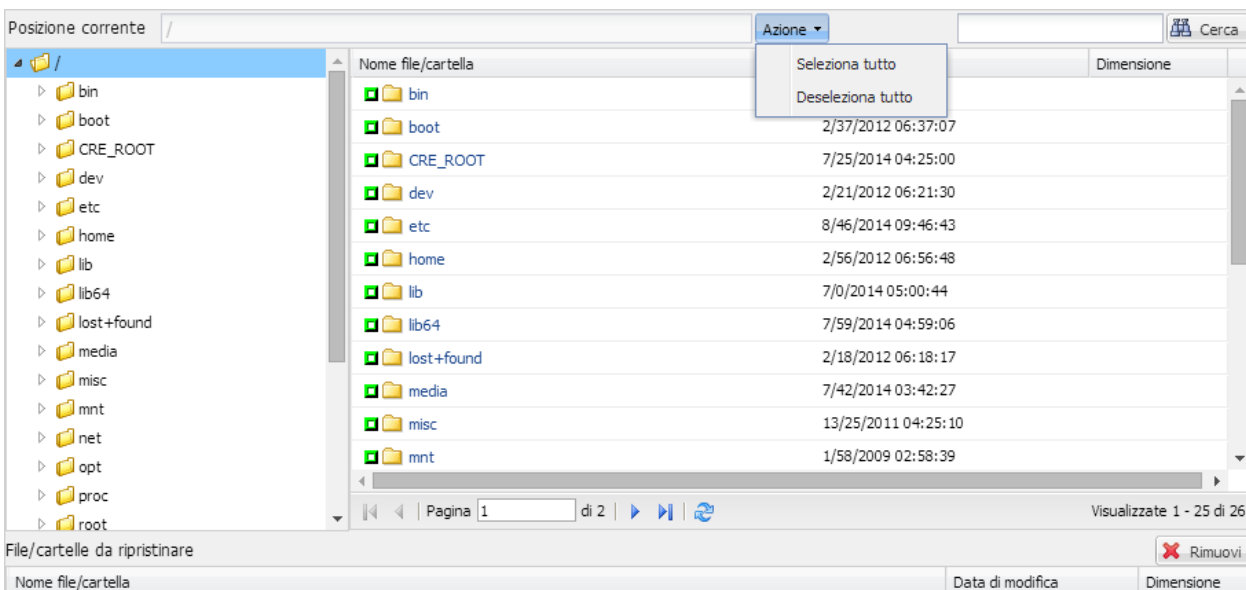 Posizione corrente / Azione Cerca
/
bin
boot
CRE_ROOT
dev
etc
home
lib
lib64
lost+found
media
misc
mnt
net
opt
proc
root
Nome file/cartella Dimensione
Seleziona tutto
Deseleziona tutto
bin
boot 2/37/2012 06:37:07
CRE_ROOT 7/25/2014 04:25:00
dev 2/21/2012 06:21:30
etc 8/46/2014 09:46:43
home 2/56/2012 06:56:48
lib 7/0/2014 05:00:44
lib64 7/59/2014 04:59:06
lost+found 2/18/2012 06:18:17
media 7/42/2014 03:42:27
misc 13/25/2011 04:25:10
mnt 1/58/2009 02:58:39
Pagina 1 di 2 Visualizzate 1 - 25 di 26
File/cartelle da ripristinare Rimuovi
Nome file/cartella Data di modifica Dimensione